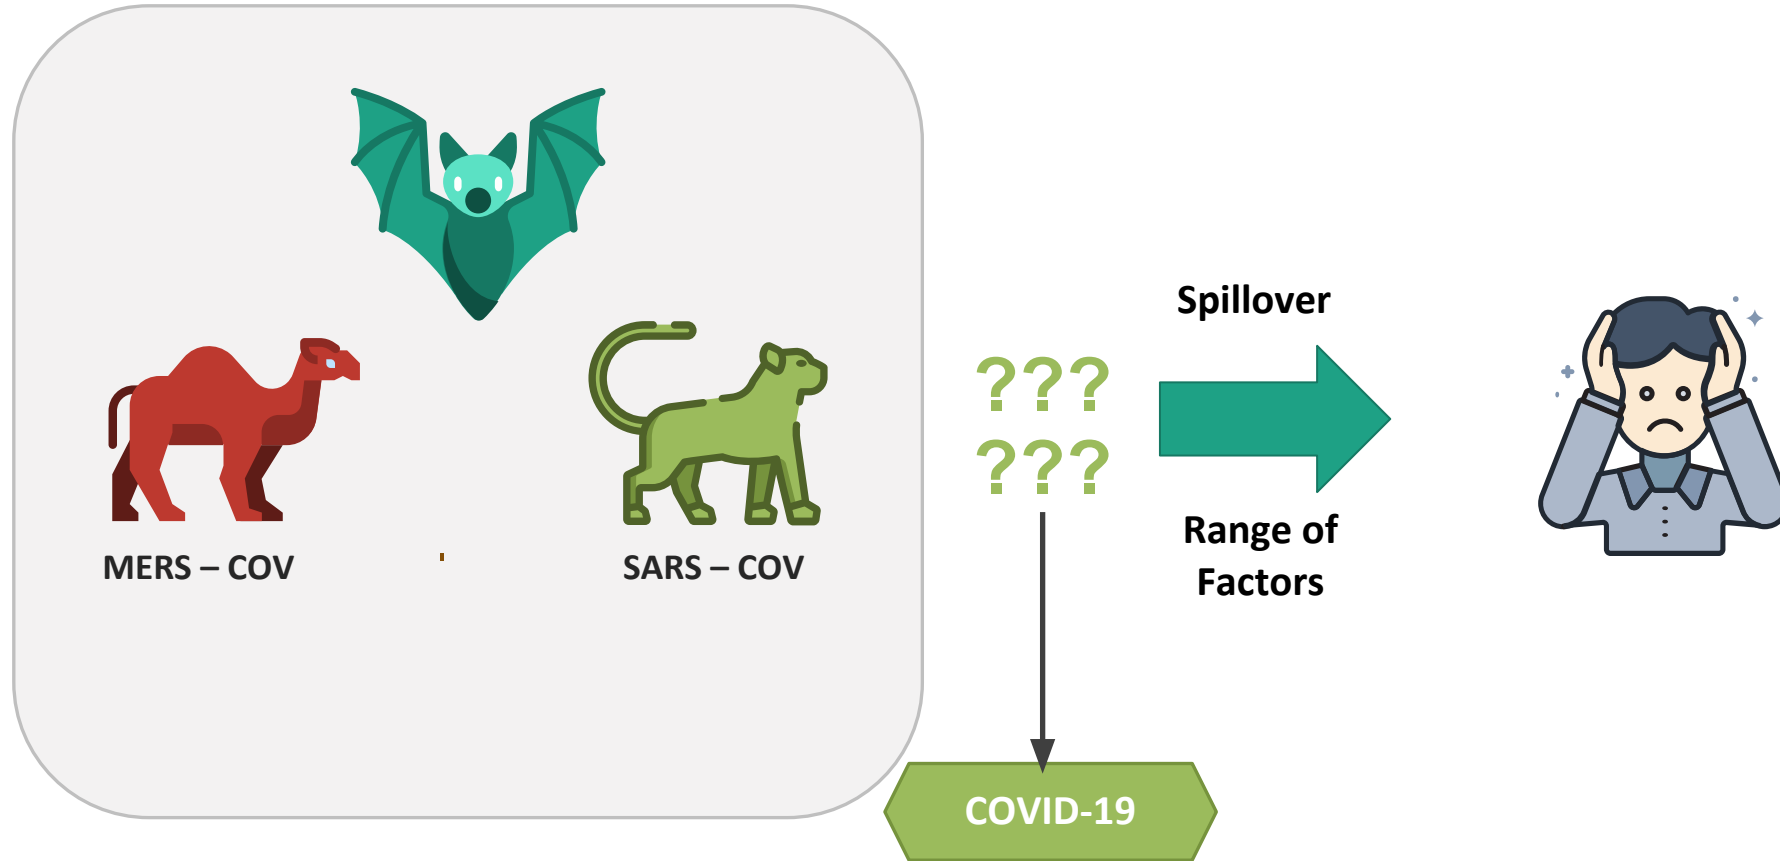 MERS – COV
SARS – COV
???
???
Spillover
Range of
Factors
COVID-19